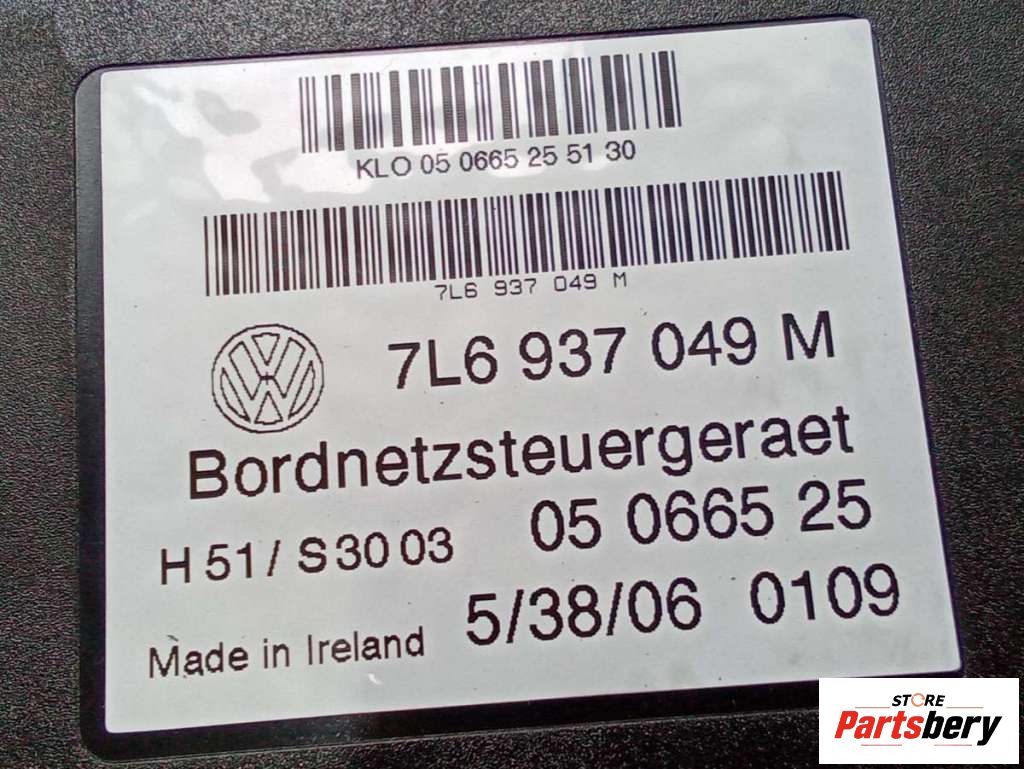 KLO 05 0665 25 51 30
7L6 937 049 M
7L6 937 049 M
Bordnetzsteuergeraet
H 51 / S 30 03 05 0665 25
Made in Ireland 5/38/06 0109
STORE
Partsbery